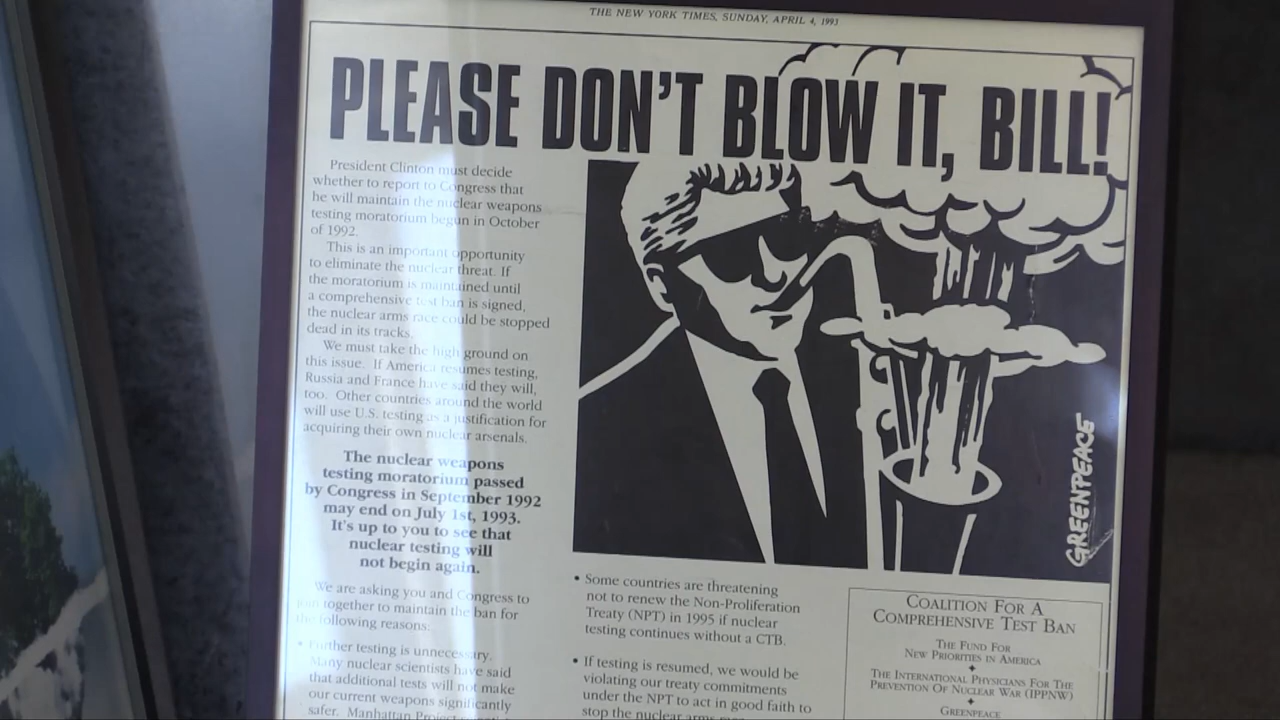 THE NEW YORK TIMES, SUNDAY, APRIL 4, 1993
PLEASE DON'T BLOW IT, BILL!
President Clinton must decide
whether to report to Congress that
he will maintain the nuclear weapons
testing moratorium begun in October
of 1992.
This is an important opportunity
to eliminate the nuclear threat. If
the moratorium is maintained until
a comprehensive test ban is signed,
the nuclear arms race could be stopped
dead in its tracks.
We must take the high ground on
this issue. If America resumes testing,
Russia and France have said they will,
too. Other countries around the world
will use U.S. testing as a justification for
acquiring their own nuclear arsenals.
The nuclear weapons
testing moratorium passed
by Congress in September 1992
may end on July 1st, 1993.
It's up to you to see that
nuclear testing will
not begin again.
We are asking you and Congress to
join together to maintain the ban for
the following reasons:
• Further testing is unnecessary.
Many nuclear scientists have said
that additional tests will not make
our current weapons significantly
safer. Manhattan Project
GREENPEACE
• Some countries are threatening
not to renew the Non-Proliferation
Treaty (NPT) in 1995 if nuclear
testing continues without a CTB.
• If testing is resumed, we would be
violating our treaty commitments
under the NPT to act in good faith to
stop the nuclear arms
COALITION FOR A
COMPREHENSIVE TEST BAN
THE FUND FOR
NEW PRIORITIES IN AMERICA
THE INTERNATIONAL PHYSICIANS FOR THE
PREVENTION OF NUCLEAR WAR (IPPNW)
GREENPEACE